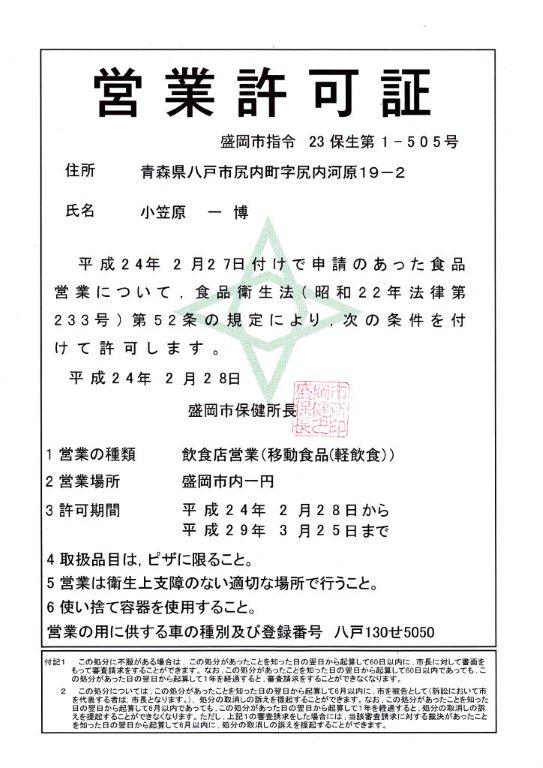 営業許可証
盛岡市指令 23保生第1-505号
住所 青森県八戸市尻内町字尻内河原19-2
氏名 小笠原 一博
平成24年 2月27日付けで申請のあった食品
営業について,食品衛生法(昭和22年法律第
233号)第52条の規定により,次の条件を付
けて許可します。
平成24年 2月28日
盛岡市保健所長
1 営業の種類 飲食店営業(移動食品(軽飲食))
2 営業場所 盛岡市内一円
3 許可期間 平成24年 2月28日から
平成29年 3月25日まで
4 取扱品目は,ピザに限ること。
5 営業は衛生上支障のない適切な場所で行うこと。
6 使い捨て容器を使用すること。
営業の用に供する車の種別及び登録番号 八戸130せ5050
付記1 この処分に不服がある場合は,この処分があったことを知った日の翌日から起算して60日以内に,市長に対して書面を
もって審査請求をすることができます。なお,この処分があったことを知った日の翌日から起算して60日以内であっても,こ
の処分があった日の翌日から起算して1年を経過すると,審査請求をすることができなくなります。
2 この処分については,この処分があったことを知った日の翌日から起算して6月以内に,市を被告として(訴訟において市
を代表する者は,市長となります。),処分の取消しの訴えを提起することができます。なお,この処分があったことを知った
日の翌日から起算して6月以内であっても,この処分があった日の翌日から起算して1年を経過すると,処分の取消しの訴
えを提起することができなくなります。ただし,上記1の審査請求をした場合には,当該審査請求に対する裁決があったこと
を知った日の翌日から起算して6月以内に,処分の取消しの訴えを提起することができます。